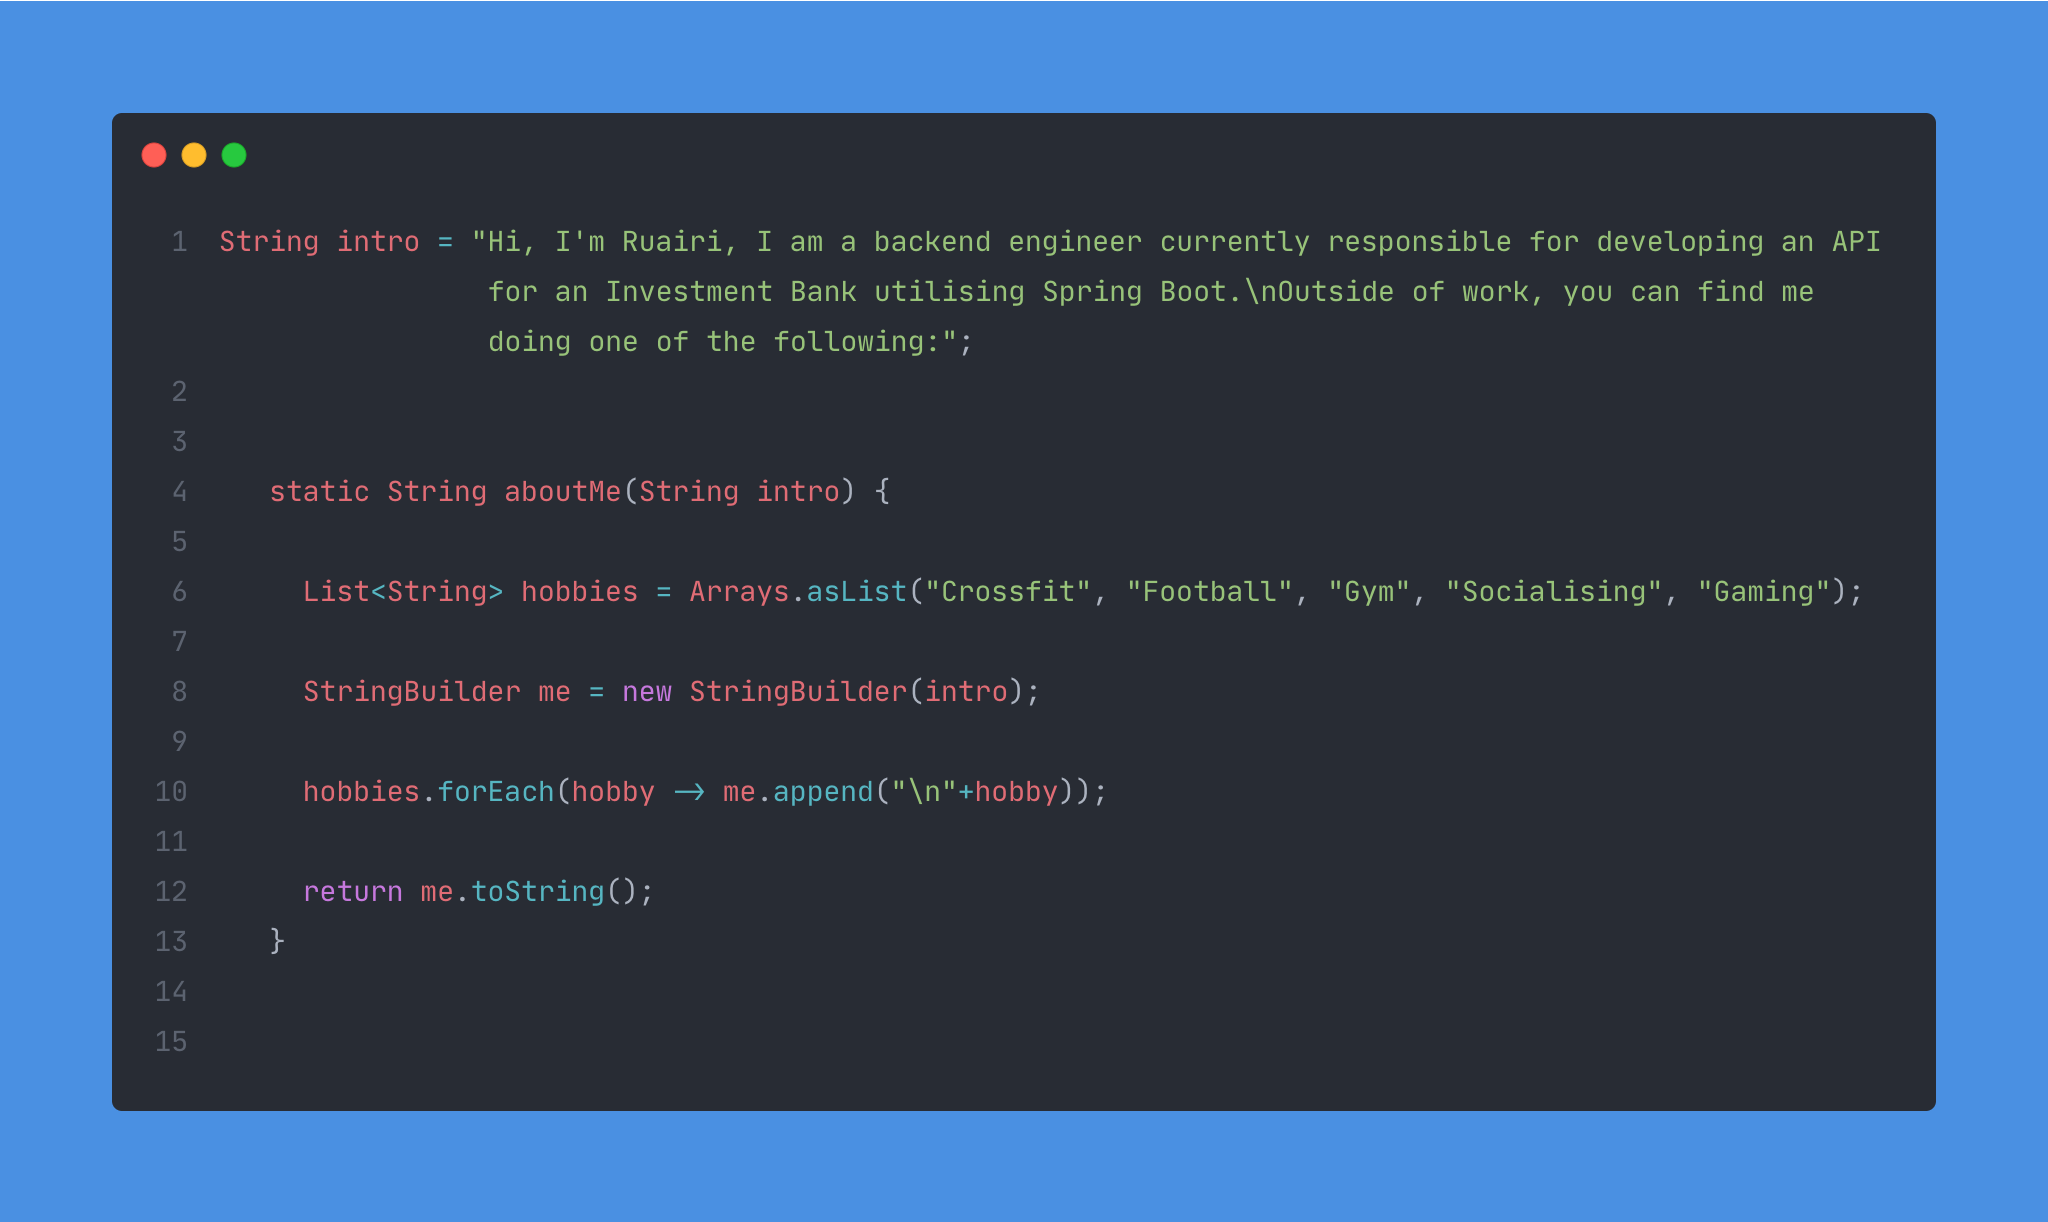 1 String intro = "Hi, I'm Ruairi, I am a backend engineer currently responsible for developing an API
for an Investment Bank utilising Spring Boot.\nOutside of work, you can find me
doing one of the following:";
2
3
4 static String aboutMe(String intro) {
5
6 List<String> hobbies = Arrays.asList("Crossfit", "Football", "Gym", "Socialising", "Gaming");
7
8 StringBuilder me = new StringBuilder(intro);
9
10 hobbies.forEach(hobby -> me.append("\n"+hobby));
11
12 return me.toString();
13 }
14
15